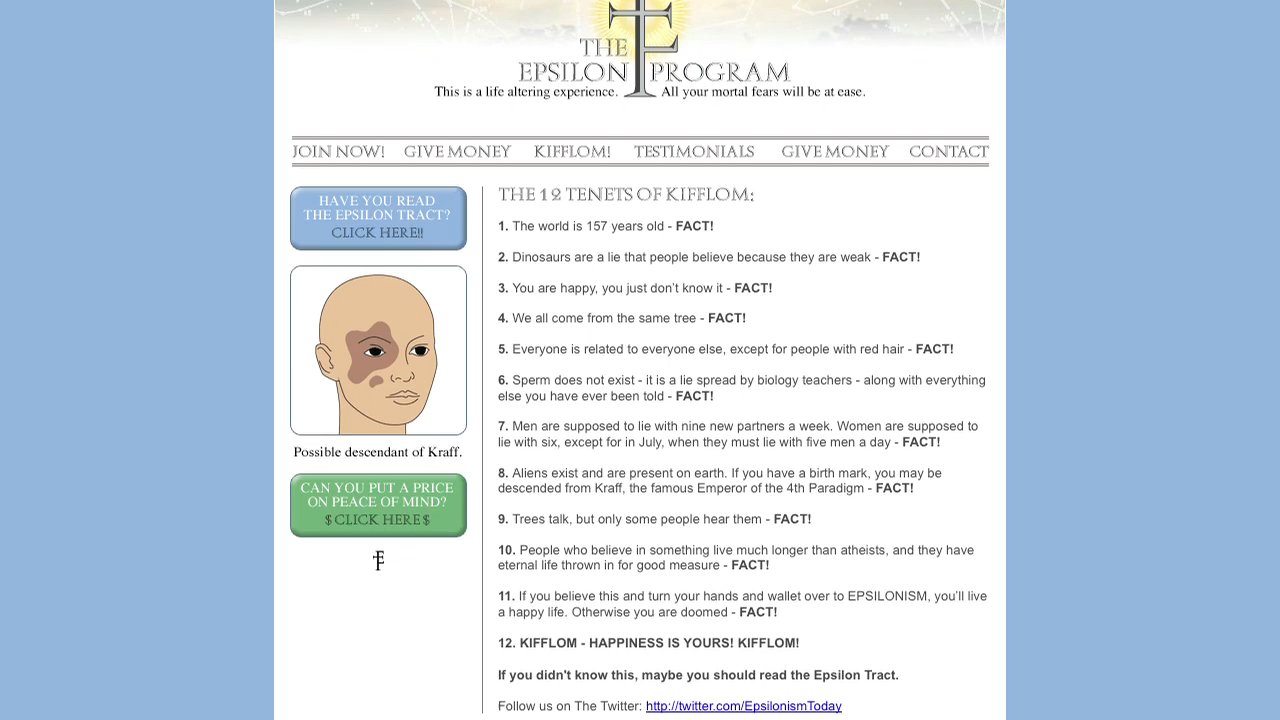 THE
EPSILON PROGRAM
This is a life altering experience. All your mortal fears will be at ease.
JOIN NOW! GIVE MONEY KIFFLOM! TESTIMONIALS GIVE MONEY CONTACT
HAVE YOU READ
THE EPSILON TRACT?
CLICK HERE!!
Possible descendant of Kraff.
CAN YOU PUT A PRICE
ON PEACE OF MIND?
$ CLICK HERE $
THE 12 TENETS OF KIFFLOM:
1. The world is 157 years old - FACT!
2. Dinosaurs are a lie that people believe because they are weak - FACT!
3. You are happy, you just don’t know it - FACT!
4. We all come from the same tree - FACT!
5. Everyone is related to everyone else, except for people with red hair - FACT!
6. Sperm does not exist - it is a lie spread by biology teachers - along with everything
else you have ever been told - FACT!
7. Men are supposed to lie with nine new partners a week. Women are supposed to
lie with six, except for in July, when they must lie with five men a day - FACT!
8. Aliens exist and are present on earth. If you have a birth mark, you may be
descended from Kraff, the famous Emperor of the 4th Paradigm - FACT!
9. Trees talk, but only some people hear them - FACT!
10. People who believe in something live much longer than atheists, and they have
eternal life thrown in for good measure - FACT!
11. If you believe this and turn your hands and wallet over to EPSILONISM, you’ll live
a happy life. Otherwise you are doomed - FACT!
12. KIFFLOM - HAPPINESS IS YOURS! KIFFLOM!
If you didn't know this, maybe you should read the Epsilon Tract.
Follow us on The Twitter: http://twitter.com/EpsilonismToday